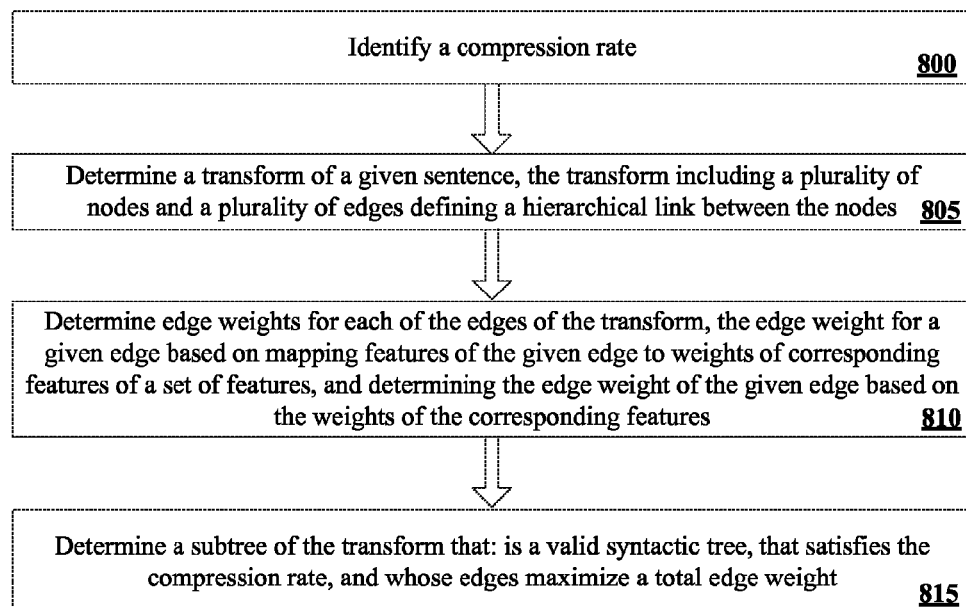 Identify a compression rate
800
Determine a transform of a given sentence, the transform including a plurality of
nodes and a plurality of edges defining a hierarchical link between the nodes
805
Determine edge weights for each of the edges of the transform, the edge weight for a
given edge based on mapping features of the given edge to weights of corresponding
features of a set of features, and determining the edge weight of the given edge based on
the weights of the corresponding features
810
Determine a subtree of the transform that: is a valid syntactic tree, that satisfies the
compression rate, and whose edges maximize a total edge weight
815